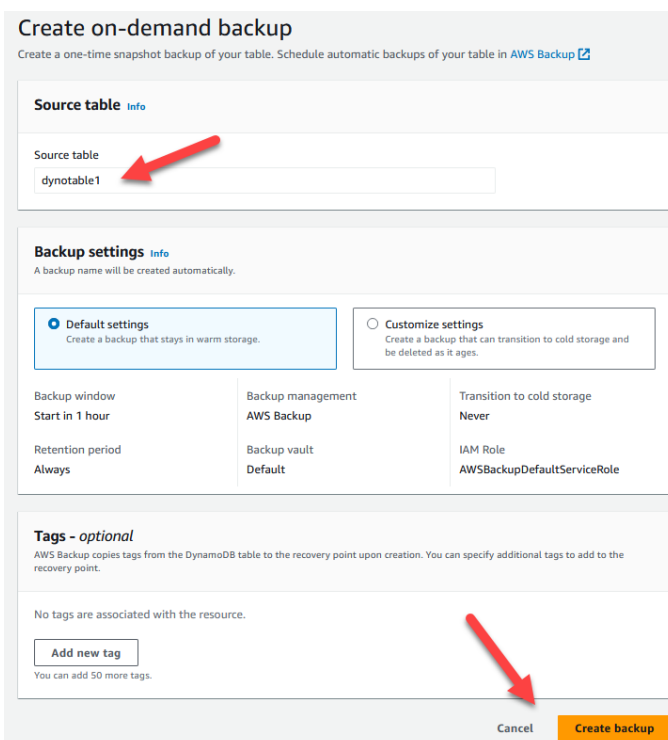 Create on-demand backup
Create a one-time snapshot backup of your table. Schedule automatic backups of your table in AWS Backup
Source table Info
Source table
dynotable1
Backup settings Info
A backup name will be created automatically.
Default settings
Create a backup that stays in warm storage.
Customize settings
Create a backup that can transition to cold storage and
be deleted as it ages.
Backup window
Start in 1 hour
Backup management
AWS Backup
Transition to cold storage
Never
Retention period
Always
Backup vault
Default
IAM Role
AWSBackupDefaultServiceRole
Tags - optional
AWS Backup copies tags from the DynamoDB table to the recovery point upon creation. You can specify additional tags to add to the
recovery point.
No tags are associated with the resource.
Add new tag
You can add 50 more tags.
Cancel
Create backup